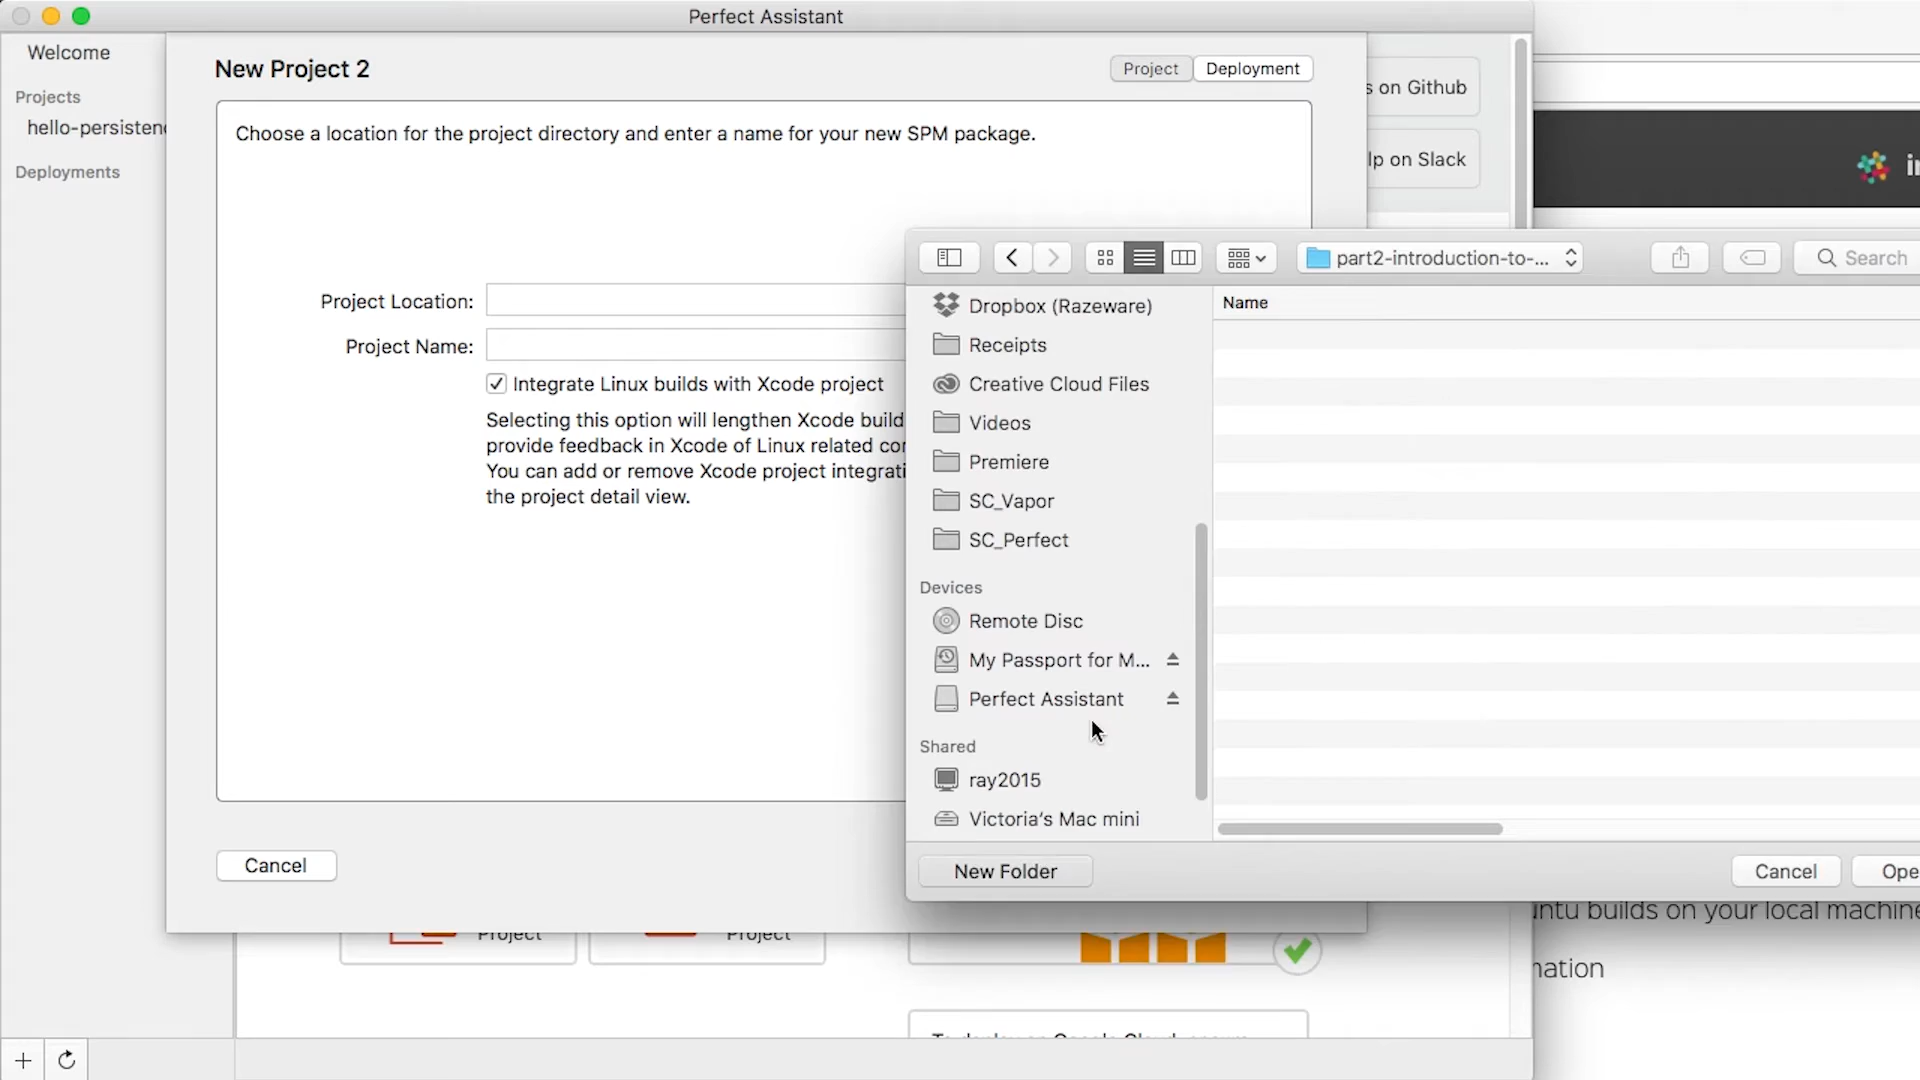 Perfect Assistant
Welcome
Projects
hello-persisten
Deployments
New Project 2
Project
Deployment
Choose a location for the project directory and enter a name for your new SPM package.
Project Location:
Project Name:
Integrate Linux builds with Xcode project
Selecting this option will lengthen Xcode build
provide feedback in Xcode of Linux related
You can add or remove Xcode project
the project detail view.
Cancel
s on Github
lp on Slack
part2-introduction-to-...
Search
Name
Dropbox (Razeware)
Receipts
Creative Cloud Files
Videos
Premiere
SC_Vapor
SC_Perfect
Devices
Remote Disc
My Passport for M...
Perfect Assistant
Shared
ray2015
Victoria's Mac mini
New Folder
Cancel
Ope
Project
Project
untu builds on your local machine
nation